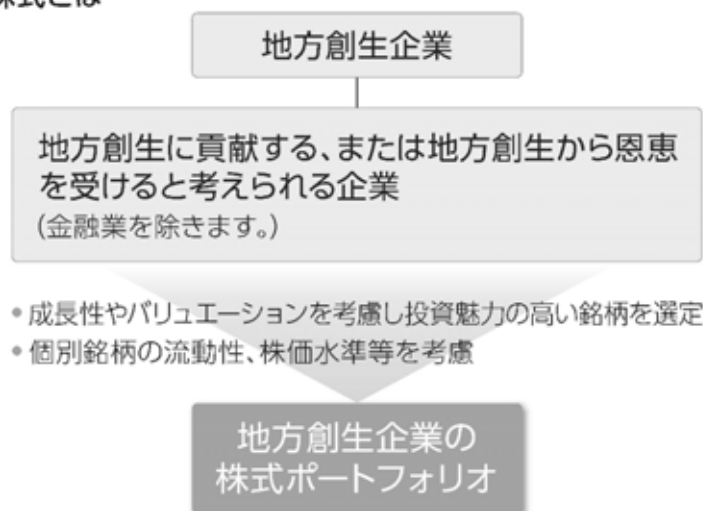 株式とは
地方創生企業
地方創生に貢献する、または地方創生から恩恵
を受けると考えられる企業
(金融業を除きます。)
• 成長性やバリュエーションを考慮し投資魅力の高い銘柄を選定
• 個別銘柄の流動性、株価水準等を考慮
地方創生企業の
株式ポートフォリオ